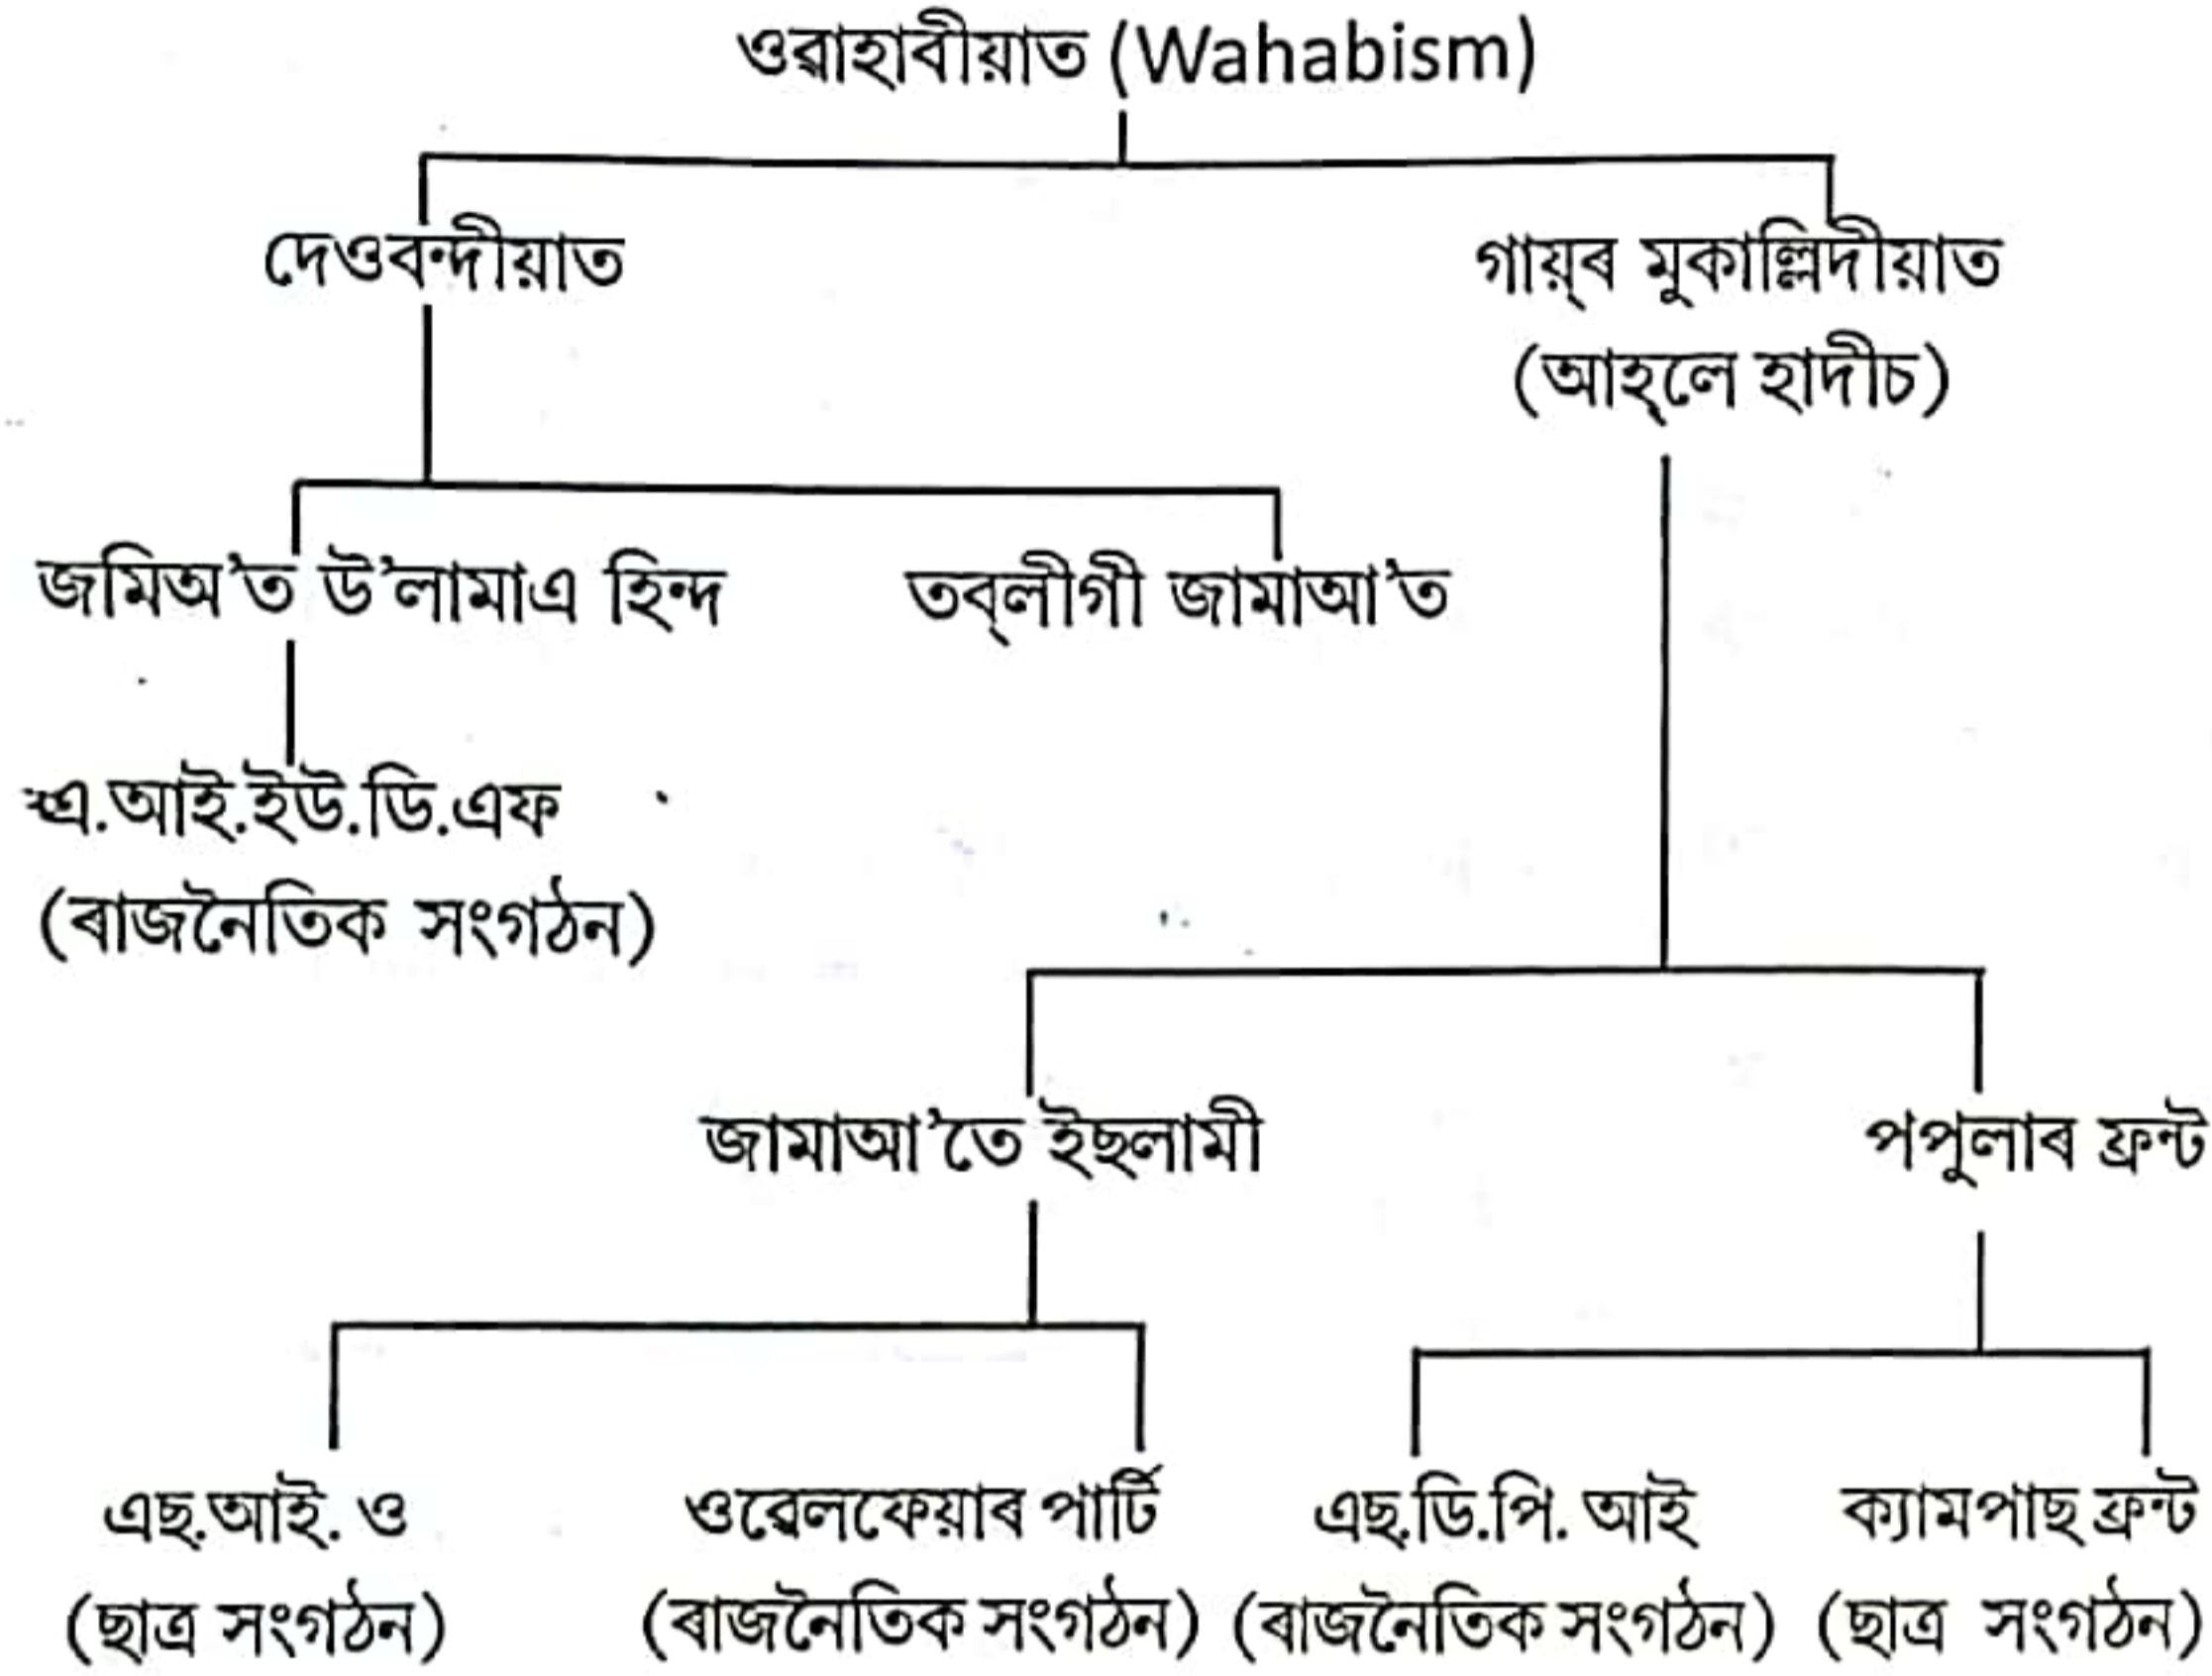 ওৱাহাবীয়াত (Wahabism)
দেওবন্দীয়াত
গায়্ৰ মুকাল্লিদীয়াত
(আহ্লে হাদীচ)
জমিঅ'ত উ'লামাএ হিন্দ
তব্লীগী জামাআ'ত
এ.আই.ইউ.ডি.এফ
(ৰাজনৈতিক সংগঠন)
জামাআ'তে ইছলামী
পপুলাৰ ফ্ৰন্ট
এছ.আই. ও
(ছাত্ৰ সংগঠন)
ওৱেলফেয়াৰ পাৰ্টি
(ৰাজনৈতিক সংগঠন)
এছ.ডি.পি. আই
(ৰাজনৈতিক সংগঠন)
ক্যামপাছ ফ্ৰন্ট
(ছাত্ৰ সংগঠন)